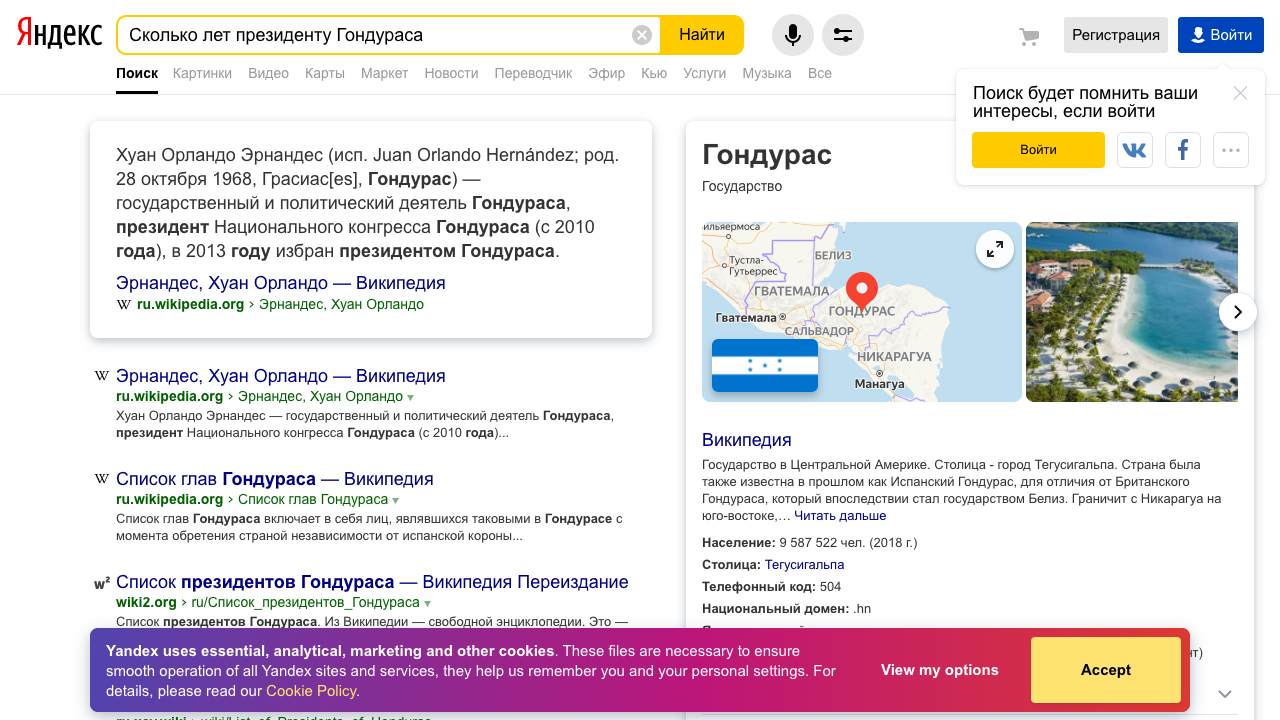 Яндекс
Сколько лет президенту Гондураса
Найти
Регистрация
Войти
Поиск Картинки Видео Карты Маркет Новости Переводчик Эфир Кью Услуги Музыка Все
Поиск будет помнить ваши
интересы, если войти
Войти
Хуан Орландо Эрнандес (исп. Juan Orlando Hernández; род.
28 октября 1968, Грасиас[es], Гондурас) —
государственный и политический деятель Гондураса,
президент Национального конгресса Гондураса (с 2010
года), в 2013 году избран президентом Гондураса.
Эрнандес, Хуан Орландо — Википедия
W ru.wikipedia.org › Эрнандес, Хуан Орландо
W Эрнандес, Хуан Орландо — Википедия
ru.wikipedia.org › Эрнандес, Хуан Орландо
Хуан Орландо Эрнандес — государственный и политический деятель Гондураса,
президент Национального конгресса Гондураса (с 2010 года)...
W Список глав Гондураса — Википедия
ru.wikipedia.org › Список глав Гондураса
Список глав Гондураса включает в себя лиц, являвшихся таковыми в Гондурасе с
момента обретения страной независимости от испанской короны...
w² Список президентов Гондураса — Википедия Переиздание
wiki2.org › ru/Список_президентов_Гондураса
Список президентов Гондураса. Из Википедии — свободной энциклопедии. Это —
Гондурас
Государство
ильяермоса
Тустла-
Гутьеррес
БЕЛИЗ
ГВАТЕМАЛА
Гватемала
ГОНДУРАС
САЛЬВАДОР
НИКАРАГУА
Манагуа
Википедия
Государство в Центральной Америке. Столица - город Тегусигальпа. Страна была
также известна в прошлом как Испанский Гондурас, для отличия от Британского
Гондураса, который впоследствии стал государством Белиз. Граничит с Никарагуа на
юго-востоке,… Читать дальше
Население: 9 587 522 чел. (2018 г.)
Столица: Тегусигальпа
Телефонный код: 504
Национальный домен: .hn
Yandex uses essential, analytical, marketing and other cookies. These files are necessary to ensure
smooth operation of all Yandex sites and services, they help us remember you and your personal settings. For
details, please read our Cookie Policy.
View my options
Accept